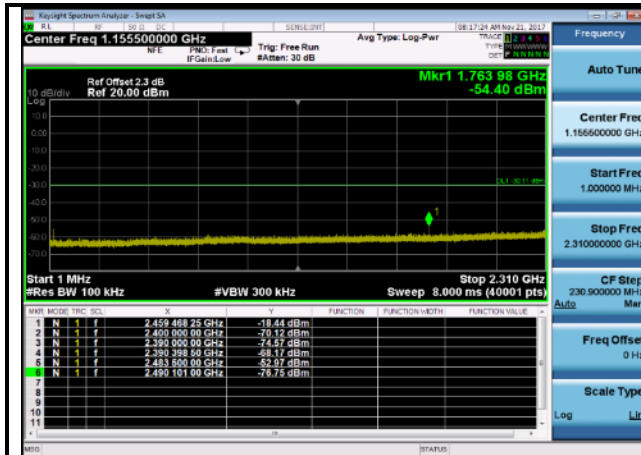 Keysight Spectrum Analyzer - Swept SA
RL RF 50 Ω DC SENSE:INT 08:17:24 AM Nov 21, 2017
Center Freq 1.155500000 GHz Avg Type: Log-Pwr TRACE 1 2 3 4 5 6
NFE PNO: Fast Trig: Free Run TYPE M WWWWW
IFGain:Low #Atten: 30 dB DET P N N N N N
Ref Offset 2.3 dB Mkr1 1.763 98 GHz
10 dB/div Ref 20.00 dBm -54.40 dBm
Log
10.0
0.00
-10.0
-20.0
-30.0
-40.0
-50.0
-60.0
-70.0
1
Start 1 MHz Stop 2.310 GHz
#Res BW 100 kHz #VBW 300 kHz Sweep 8.000 ms (40001 pts)
MKR MODE TRC SCL X Y FUNCTION FUNCTION WIDTH FUNCTION VALUE
1 N 1 f 2.459 468 25 GHz -18.44 dBm
2 N 1 f 2.400 000 00 GHz -70.12 dBm
3 N 1 f 2.390 000 00 GHz -74.57 dBm
4 N 1 f 2.390 398 50 GHz -68.17 dBm
5 N 1 f 2.483 500 00 GHz -52.97 dBm
6 N 1 f 2.490 101 00 GHz -76.75 dBm
7
8
9
10
11
MSG STATUS
Frequency
Auto Tune
Center Freq
1.155500000 GHz
Start Freq
1.000000 MHz
Stop Freq
2.310000000 GHz
CF Step
230.900000 MHz
Auto Man
Freq Offset
0 Hz
Scale Type
Log Lin